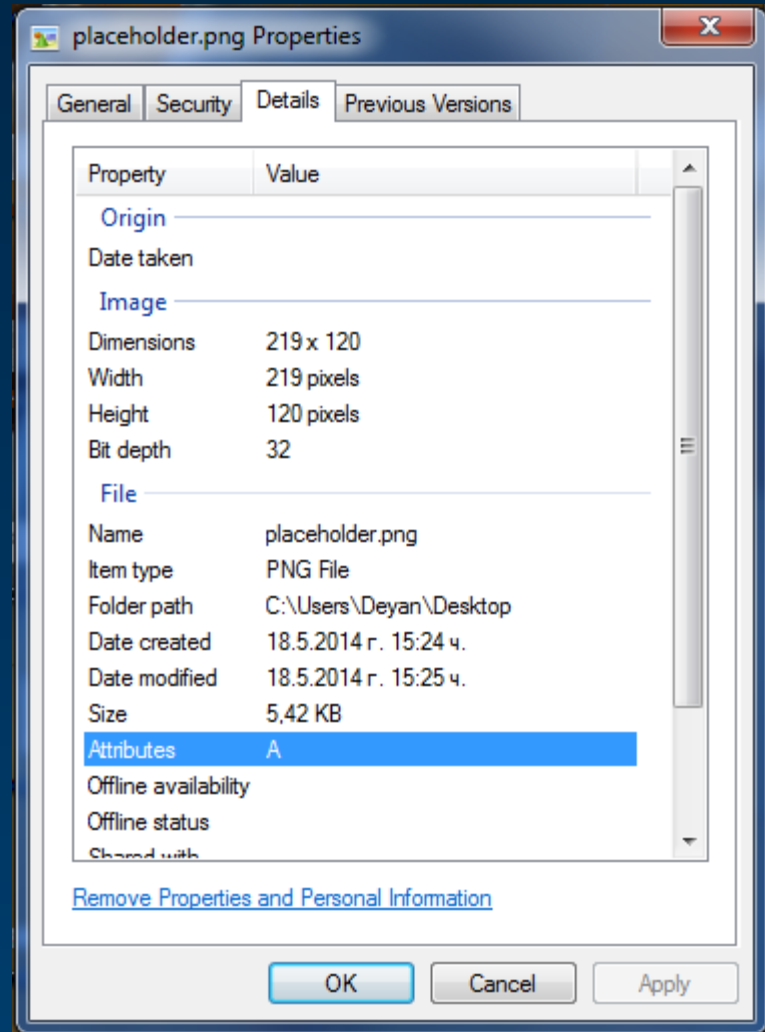 placeholder.png Properties
General Security Details Previous Versions
Property Value
Origin
Date taken
Image
Dimensions 219 x 120
Width 219 pixels
Height 120 pixels
Bit depth 32
File
Name placeholder.png
Item type PNG File
Folder path C:\Users\Deyan\Desktop
Date created 18.5.2014 г. 15:24 ч.
Date modified 18.5.2014 г. 15:25 ч.
Size 5,42 KB
Attributes A
Offline availability
Offline status
Shared with
Remove Properties and Personal Information
OK Cancel Apply